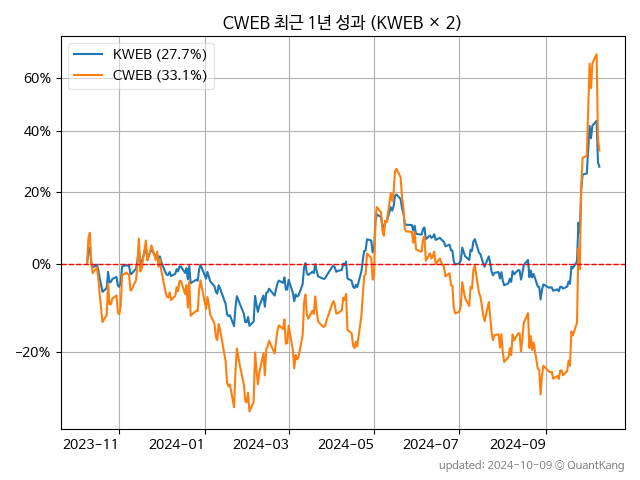 CWEB 최근 1년 성과 (KWEB × 2)
KWEB (27.7%)
CWEB (33.1%)
60%
40%
20%
0%
−20%
2023-11
2024-01
2024-03
2024-05
2024-07
2024-09
updated: 2024-10-09 © QuantKang